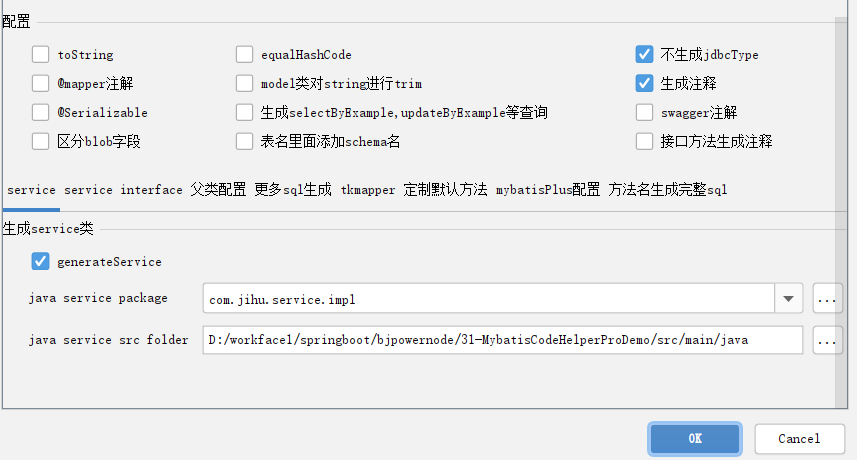 配置
toString equalHashCode 不生成jdbcType
@mapper注解 model类对string进行trim 生成注释
@Serializable 生成selectByExample,updateByExample等查询 swagger注解
区分blob字段 表名里面添加schema名 接口方法生成注释
service service interface 父类配置 更多sql生成 tkmapper 定制默认方法 mybatisPlus配置 方法名生成完整sql
生成service类
generateService
java service package com.jihu.service.impl ...
java service src folder D:/workface1/springboot/bjpowernode/31-MybatisCodeHelperProDemo/src/main/java ...
OK Cancel